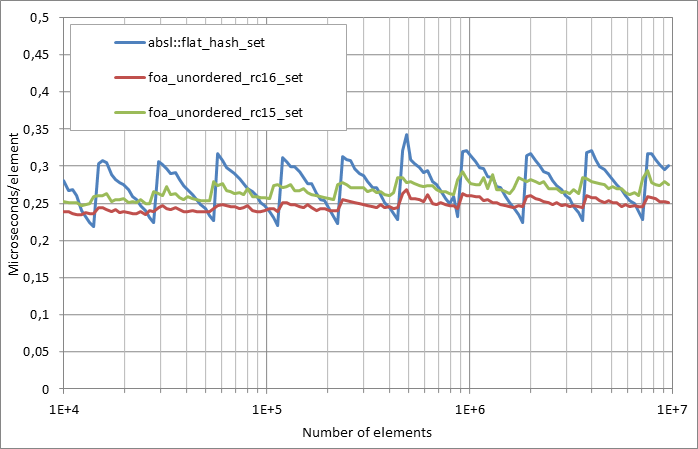 0,5
0,45
0,4
0,35
0,3
0,25
0,2
0,15
0,1
0,05
0
Microseconds/element
absl::flat_hash_set
foa_unordered_rc16_set
foa_unordered_rc15_set
1E+4 1E+5 1E+6 1E+7
Number of elements